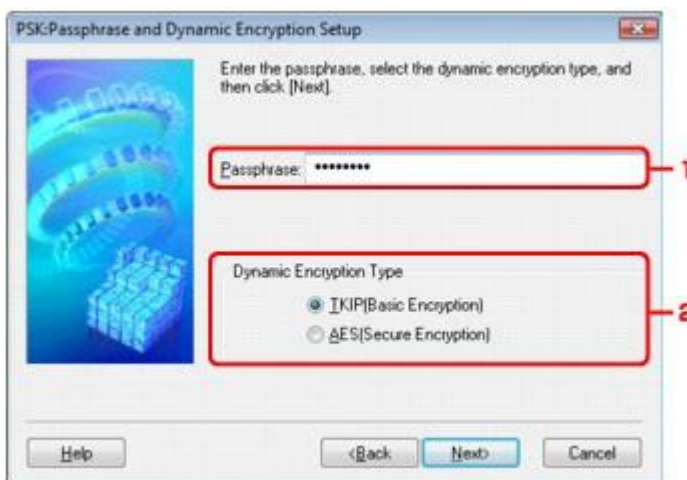 PSK:Passphrase and Dynamic Encryption Setup
Enter the passphrase, select the dynamic encryption type, and
then click [Next].
Passphrase: ••••••••
1
Dynamic Encryption Type
TKIP(Basic Encryption)
AES(Secure Encryption)
2
Help
<Back
Next>
Cancel